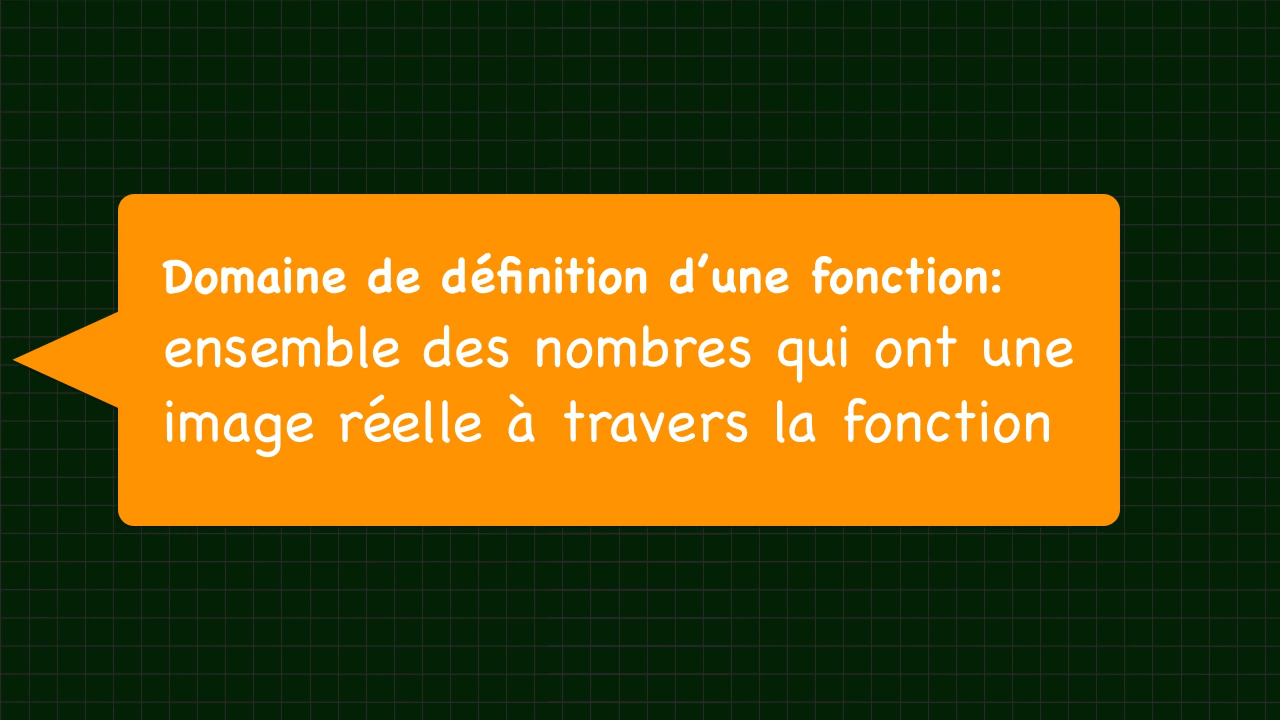 Domaine de définition d’une fonction:
ensemble des nombres qui ont une
image réelle à travers la fonction